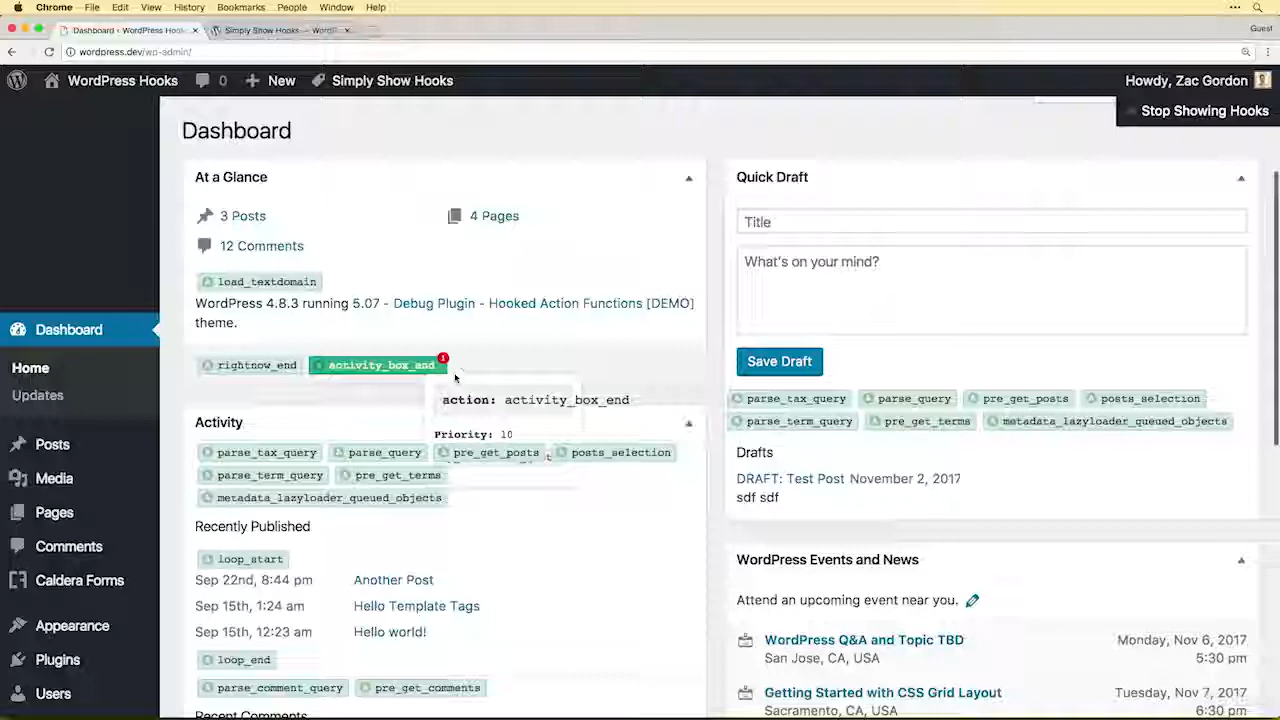 Chrome File Edit View History Bookmarks People Window Help
Dashboard ‹ WordPress Hook
Simply Show Hooks — WordP
Guest
wordpress.dev/wp-admin/
WordPress Hooks 0 New Simply Show Hooks
Howdy, Zac Gordon
Stop Showing Hooks
Dashboard
Home
Updates
Posts
Media
Pages
Comments
Caldera Forms
Appearance
Plugins
Users
Dashboard
At a Glance
3 Posts 4 Pages
12 Comments
load_textdomain
WordPress 4.8.3 running 5.07 - Debug Plugin - Hooked Action Functions [DEMO]
theme.
rightnow_end activity_box_end 1
action: activity_box_end
Priority: 10
Activity
parse_tax_query parse_query pre_get_posts posts_selection
parse_term_query pre_get_terms
metadata_lazyloader_queued_objects
Recently Published
loop_start
Sep 22nd, 8:44 pm Another Post
Sep 15th, 1:24 am Hello Template Tags
Sep 15th, 12:23 am Hello world!
loop_end
parse_comment_query pre_get_comments
Recent Comments
Quick Draft
Title
What's on your mind?
Save Draft
parse_tax_query parse_query pre_get_posts posts_selection
parse_term_query pre_get_terms metadata_lazyloader_queued_objects
Drafts
DRAFT: Test Post November 2, 2017
sdf sdf
WordPress Events and News
Attend an upcoming event near you.
WordPress Q&A and Topic TBD Monday, Nov 6, 2017
San Jose, CA, USA 5:30 pm
Getting Started with CSS Grid Layout Tuesday, Nov 7, 2017
Sacramento, CA, USA 6:30 pm